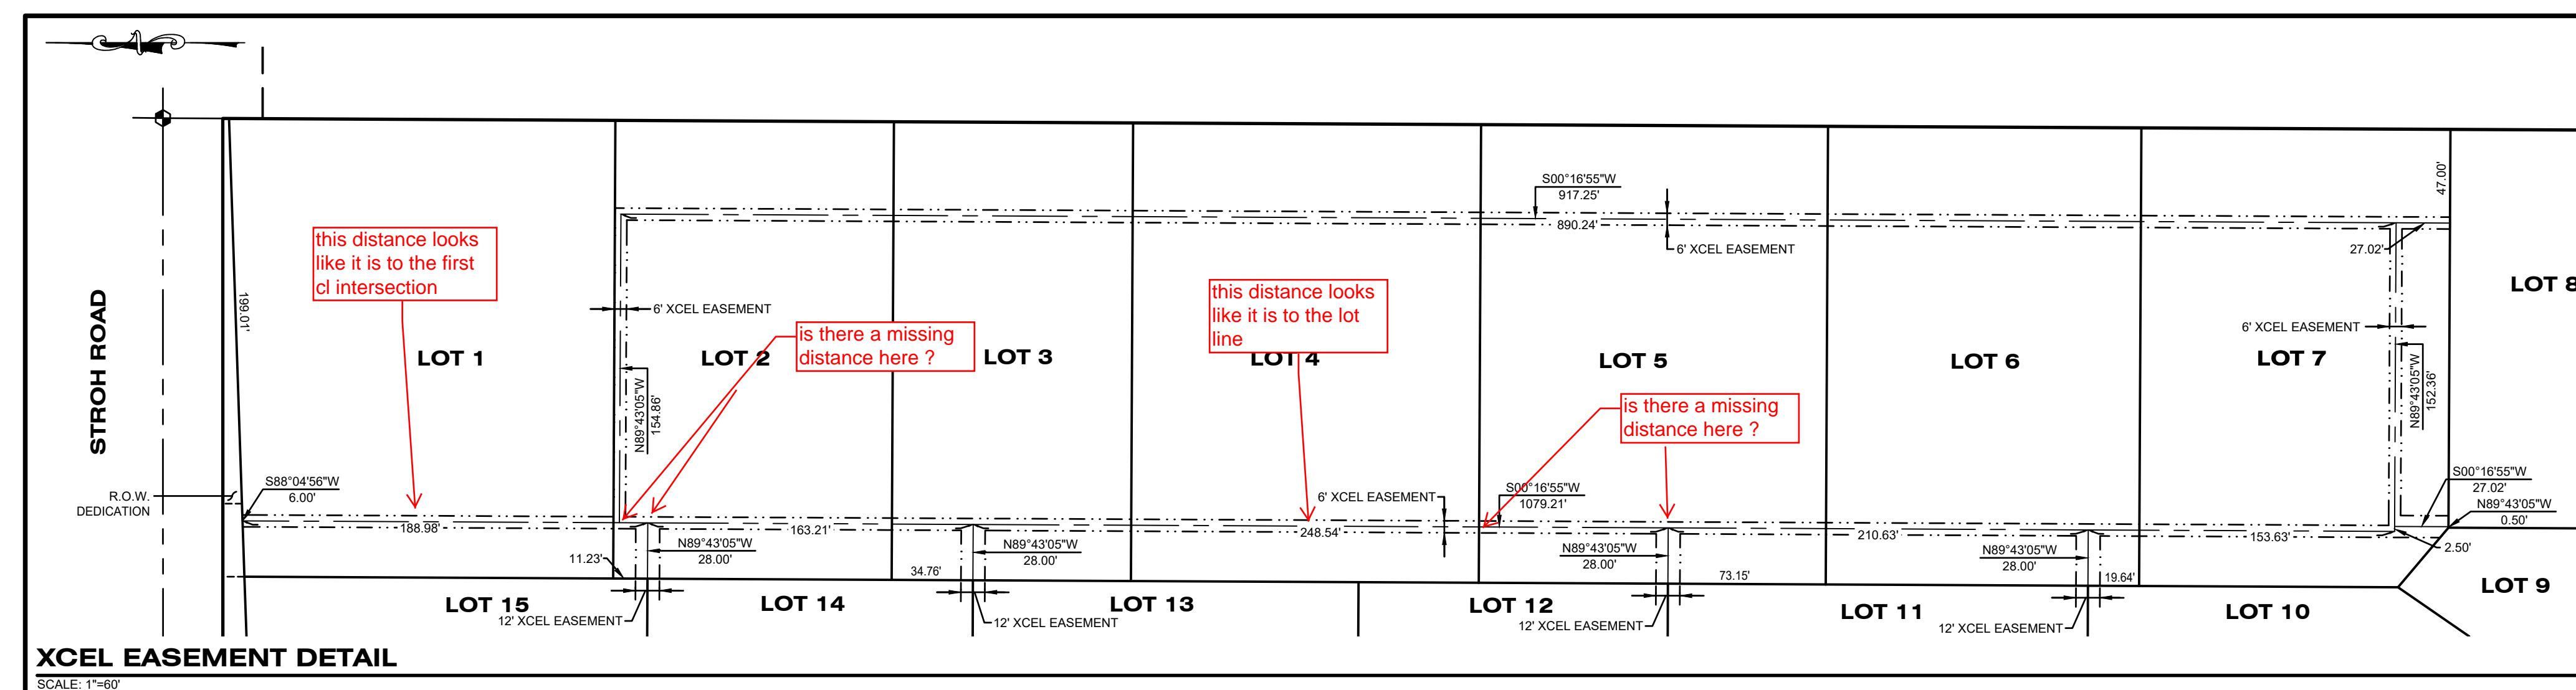 S00°16'55"W
917.25'
890.24'
6' XCEL EASEMENT
47.00'
27.02'
LOT 8
this distance looks
like it is to the first
cl intersection
STROH ROAD
199.01'
6' XCEL EASEMENT
is there a missing
distance here ?
this distance looks
like it is to the lot
line
LOT 1
LOT 2
LOT 3
LOT 4
LOT 5
LOT 6
LOT 7
6' XCEL EASEMENT
N89°43'05"W
154.86'
is there a missing
distance here ?
N89°43'05"W
152.36'
R.O.W.
DEDICATION
S88°04'56"W
6.00'
188.98'
163.21'
6' XCEL EASEMENT
248.54'
S00°16'55"W
1079.21'
210.63'
153.63'
S00°16'55"W
27.02'
N89°43'05"W
0.50'
2.50'
11.23'
N89°43'05"W
28.00'
34.76'
N89°43'05"W
28.00'
N89°43'05"W
28.00'
73.15'
N89°43'05"W
28.00'
19.64'
LOT 15
LOT 14
LOT 13
LOT 12
LOT 11
LOT 10
LOT 9
12' XCEL EASEMENT
12' XCEL EASEMENT
12' XCEL EASEMENT
12' XCEL EASEMENT
XCEL EASEMENT DETAIL
SCALE: 1"=60'